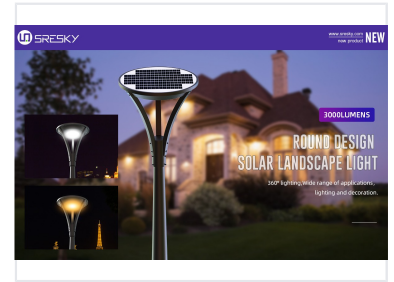 SRESKY
www.sresky.com
new product NEW
3000LUMENS
ROUND DESIGN
SOLAR LANDSCAPE LIGHT
360° lighting,wide range of applications,
lighting and decoration.